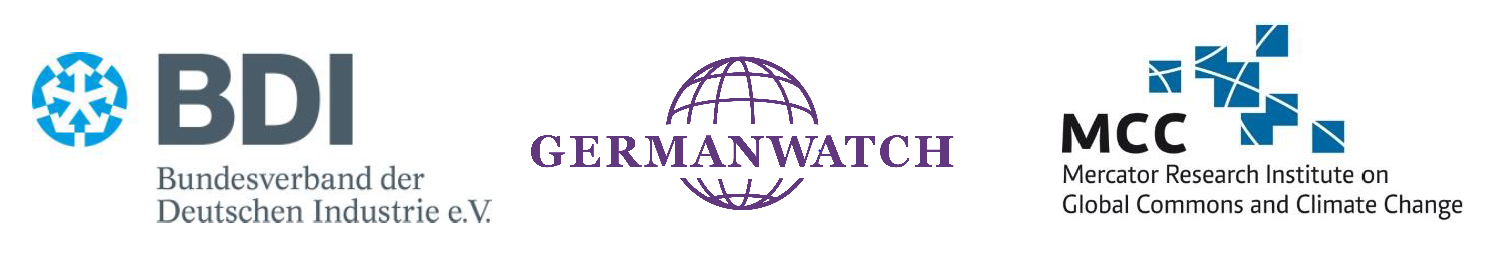 BDI
Bundesverband der
Deutschen Industrie e.V.
GERMANWATCH
MCC
Mercator Research Institute on
Global Commons and Climate Change